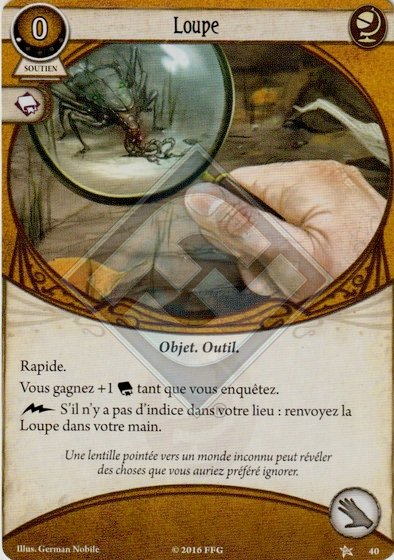 Loupe
0
SOUTIEN
Objet. Outil.
Rapide.
Vous gagnez +1 tant que vous enquêtez.
S'il n'y a pas d'indice dans votre lieu : renvoyez la
Loupe dans votre main.
Une lentille pointée vers un monde inconnu peut révéler
des choses que vous auriez préféré ignorer.
Illus. German Nobile © 2016 FFG 40